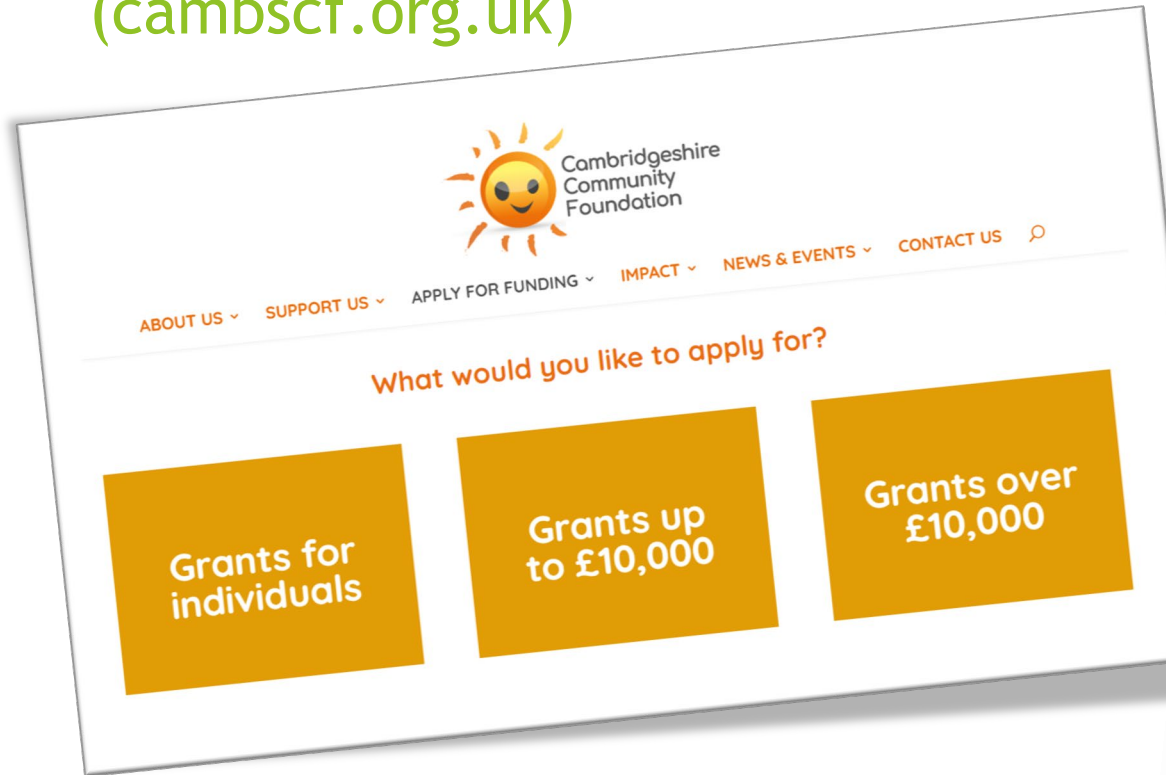 (cambscf.org.uk)
Cambridgeshire
Community
Foundation
ABOUT US SUPPORT US APPLY FOR FUNDING IMPACT NEWS & EVENTS CONTACT US
What would you like to apply for?
Grants for
individuals
Grants up
to £10,000
Grants over
£10,000